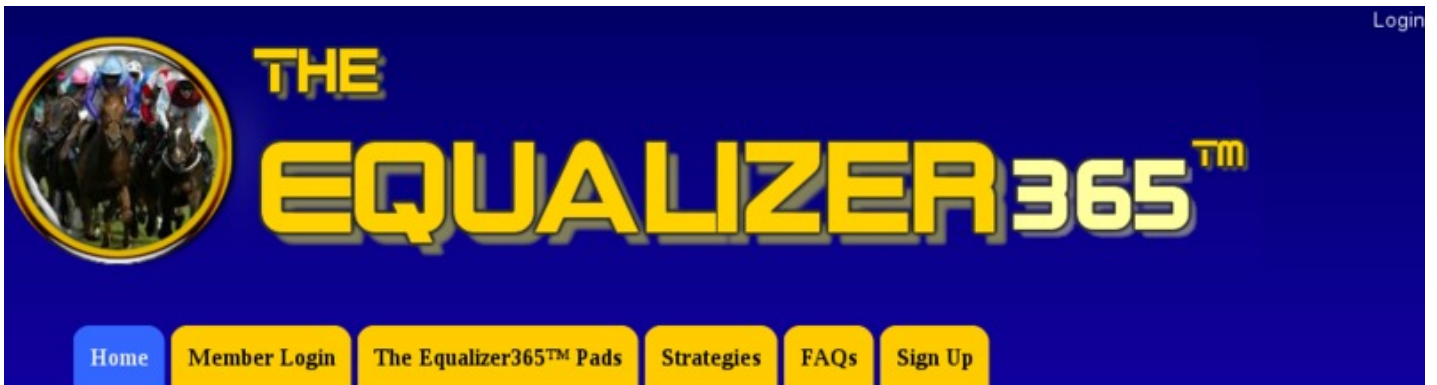 Login
THE
EQUALIZER365™
Home Member Login The Equalizer365™ Pads Strategies FAQs Sign Up